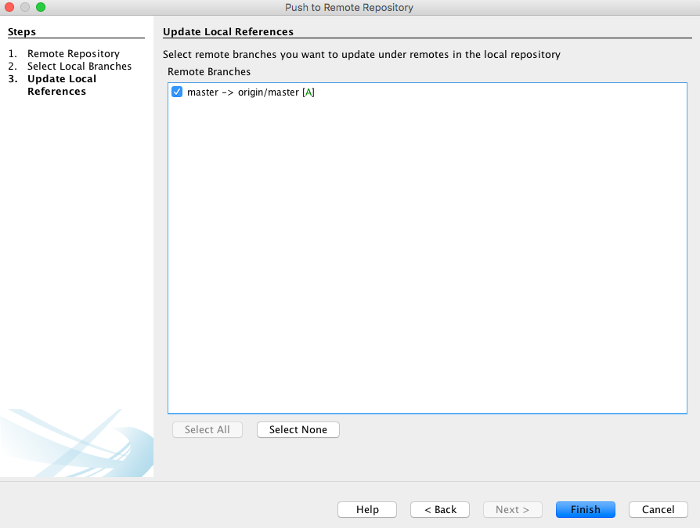 Push to Remote Repository
Steps
1. Remote Repository
2. Select Local Branches
3. Update Local
References
Update Local References
Select remote branches you want to update under remotes in the local repository
Remote Branches
master -> origin/master [A]
Select All
Select None
Help
< Back
Next >
Finish
Cancel